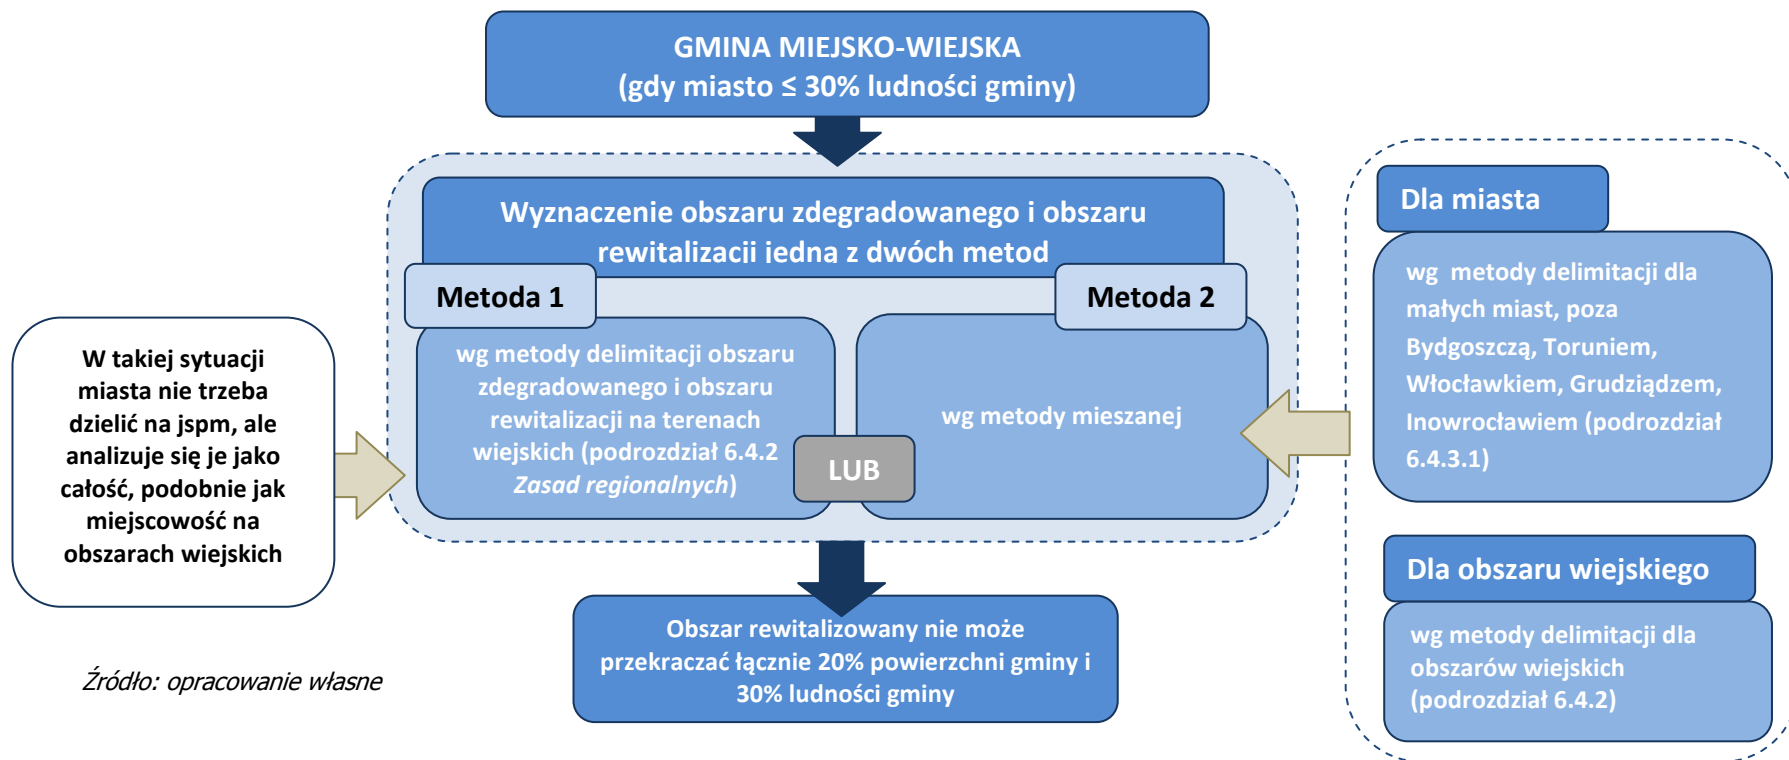 GMINA MIEJSKO-WIEJSKA
(gdy miasto ≤ 30% ludności gminy)
Wyznaczenie obszaru zdegradowanego i obszaru
rewitalizacji jedną z dwóch metod
Metoda 1
wg metody delimitacji obszaru
zdegradowanego i obszaru
rewitalizacji na terenach
wiejskich (podrozdział 6.4.2
Zasad regionalnych)
LUB
Metoda 2
wg metody mieszanej
W takiej sytuacji
miasta nie trzeba
dzielić na jspm, ale
analizuje się je jako
całość, podobnie jak
miejscowość na
obszarach wiejskich
Dla miasta
wg metody delimitacji dla
małych miast, poza
Bydgoszczą, Toruniem,
Włocławkiem, Grudziądzem,
Inowrocławiem (podrozdział
6.4.3.1)
Dla obszaru wiejskiego
wg metody delimitacji dla
obszarów wiejskich
(podrozdział 6.4.2)
Obszar rewitalizowany nie może
przekraczać łącznie 20% powierzchni gminy i
30% ludności gminy
Źródło: opracowanie własne